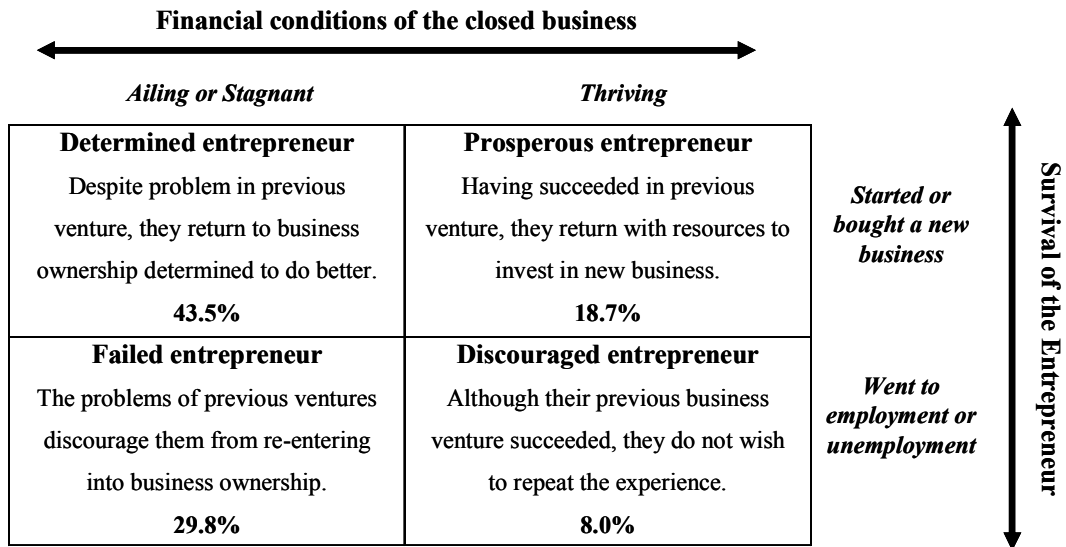 Financial conditions of the closed business
Ailing or Stagnant
Thriving
Determined entrepreneur
Despite problem in previous
venture, they return to business
ownership determined to do better.
43.5%
Prosperous entrepreneur
Having succeeded in previous
venture, they return with resources to
invest in new business.
18.7%
Started or
bought a new
business
Failed entrepreneur
The problems of previous ventures
discourage them from re-entering
into business ownership.
29.8%
Discouraged entrepreneur
Although their previous business
venture succeeded, they do not wish
to repeat the experience.
8.0%
Went to
employment or
unemployment
Survival of the Entrepreneur